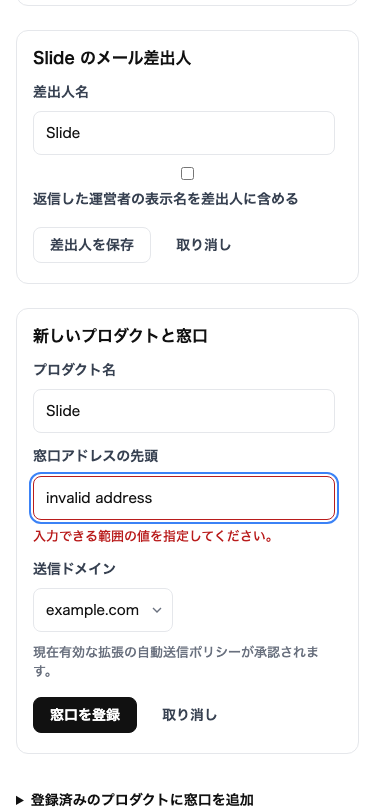 Slide のメール差出人
差出人名
Slide
返信した運営者の表示名を差出人に含める
差出人を保存 取り消し
新しいプロダクトと窓口
プロダクト名
Slide
窓口アドレスの先頭
invalid address
入力できる範囲の値を指定してください。
送信ドメイン
example.com
現在有効な拡張の自動送信ポリシーが承認されま
す。
窓口を登録 取り消し
▶ 登録済みのプロダクトに窓口を追加